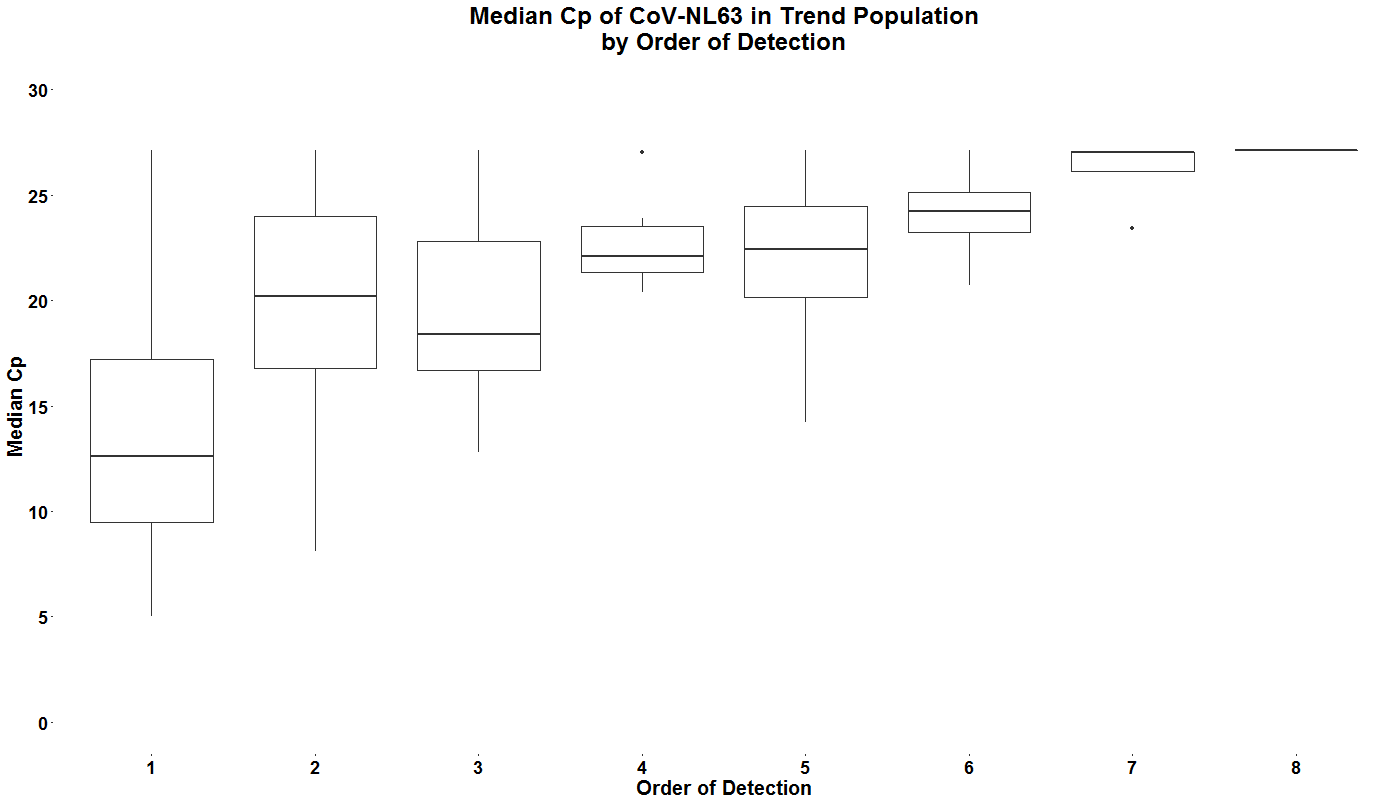 Median Cp of CoV-NL63 in Trend Population
by Order of Detection
30
25
20
15
10
5
0
Median Cp
1 2 3 4 5 6 7 8
Order of Detection